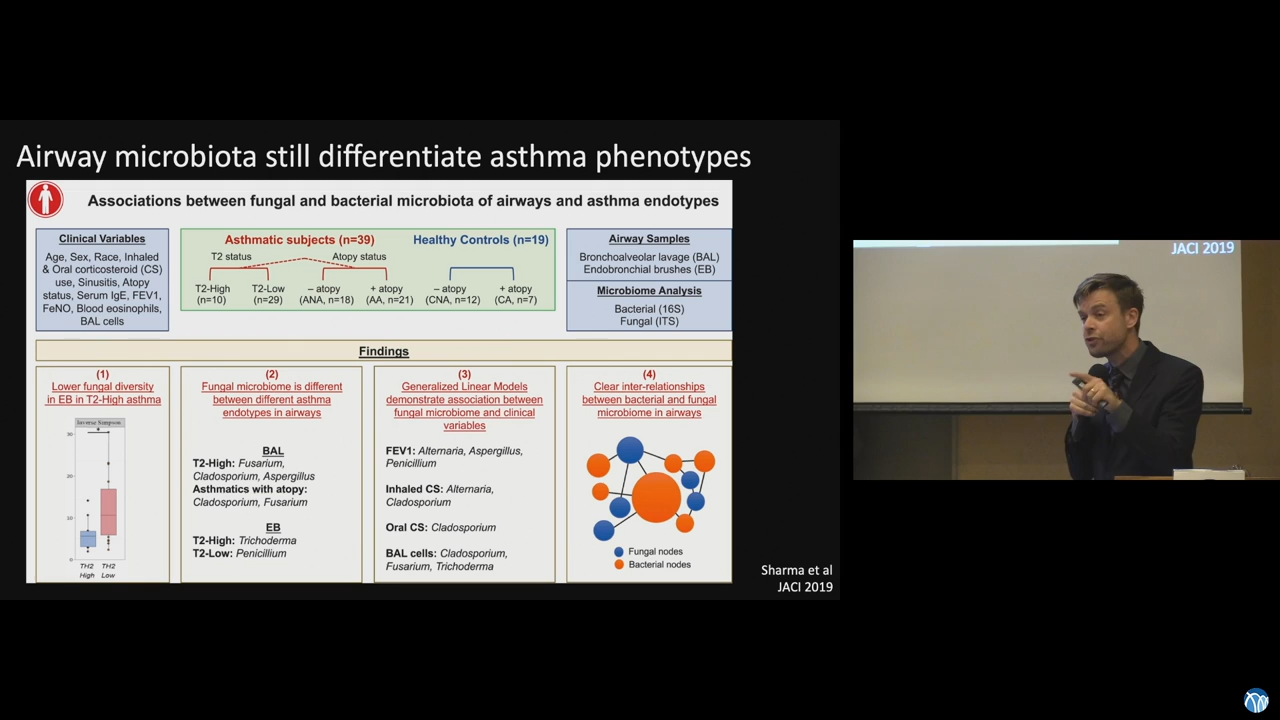 Airway microbiota still differentiate asthma phenotypes
Associations between fungal and bacterial microbiota of airways and asthma endotypes
Clinical Variables
Age, Sex, Race, Inhaled
& Oral corticosteroid (CS)
use, Sinusitis, Atopy
status, Serum IgE, FEV1,
FeNO, Blood eosinophils,
BAL cells
Asthmatic subjects (n=39)
Healthy Controls (n=19)
T2 status
Atopy status
T2-High
(n=10)
T2-Low
(n=29)
– atopy
(ANA, n=18)
+ atopy
(AA, n=21)
– atopy
(CNA, n=12)
+ atopy
(CA, n=7)
Airway Samples
Bronchoalveolar lavage (BAL)
Endobronchial brushes (EB)
Microbiome Analysis
Bacterial (16S)
Fungal (ITS)
Findings
(1)
Lower fungal diversity
in EB in T2-High asthma
Inverse Simpson
30
20
10
0
TH2
High
TH2
Low
(2)
Fungal microbiome is different
between different asthma
endotypes in airways
BAL
T2-High: Fusarium,
Cladosporium, Aspergillus
Asthmatics with atopy:
Cladosporium, Fusarium
EB
T2-High: Trichoderma
T2-Low: Penicillium
(3)
Generalized Linear Models
demonstrate association between
fungal microbiome and clinical
variables
FEV1: Alternaria, Aspergillus,
Penicillium
Inhaled CS: Alternaria,
Cladosporium
Oral CS: Cladosporium
BAL cells: Cladosporium,
Fusarium, Trichoderma
(4)
Clear inter-relationships
between bacterial and fungal
microbiome in airways
Fungal nodes
Bacterial nodes
Sharma et al
JACI 2019
JACI 2019